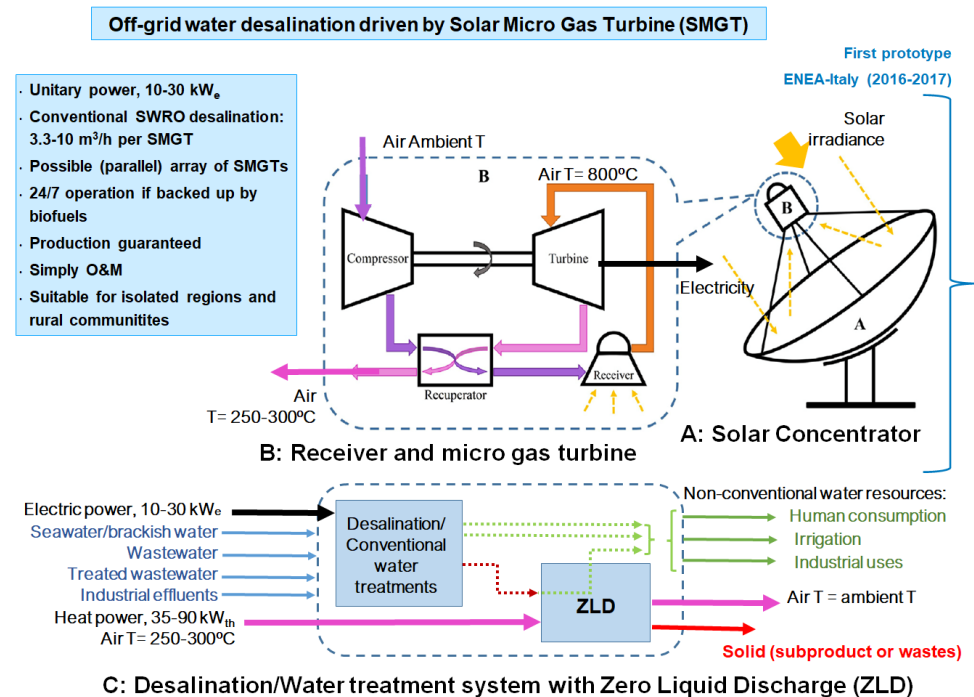 Off-grid water desalination driven by Solar Micro Gas Turbine (SMGT)
First prototype
ENEA-Italy (2016-2017)
· Unitary power, 10-30 kWe
· Conventional SWRO desalination:
3.3-10 m³/h per SMGT
· Possible (parallel) array of SMGTs
· 24/7 operation if backed up by
biofuels
· Production guaranteed
· Simply O&M
· Suitable for isolated regions and
rural communitites
Air Ambient T
B
Air T= 800ºC
Solar
irradiance
B
Compressor
Turbine
Electricity
A
Recuperator
Receiver
Air
T= 250-300ºC
B: Receiver and micro gas turbine
A: Solar Concentrator
Electric power, 10-30 kWe
Seawater/brackish water
Wastewater
Treated wastewater
Industrial effluents
Heat power, 35-90 kWth
Air T= 250-300ºC
Desalination/
Conventional
water
treatments
ZLD
Non-conventional water resources:
Human consumption
Irrigation
Industrial uses
Air T = ambient T
Solid (subproduct or wastes)
C: Desalination/Water treatment system with Zero Liquid Discharge (ZLD)